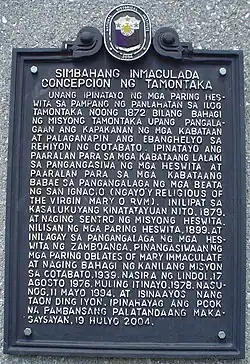 SIMBAHANG INMACULADA
CONCEPCION NG TAMONTAKA
UNANG IPINATAYO NG MGA PARING HES-
WITA SA PAMPANG NG PANLAHATAN SA ILOG
TAMONTAKA NOONG 1872 BILANG BAHAGI
NG MISYONG TAMONTAKA UPANG PANGALA-
GAAN ANG KAPAKANAN NG MGA KABATAAN
AT PALAGANAPIN ANG EBANGHELYO SA
REHIYON NG COTABATO. IPINATAYO ANG
PAARALAN PARA SA MGA KABATAANG LALAKI
SA PANGANGASIWA NG MGA HESWITA AT
PAARALAN PARA SA MGA KABATAANG
BABAE SA PANGANGALAGA NG MGA BEATA
NG SAN IGNACIO (NGAYO'Y RELIGIOUS OF
THE VIRGIN MARY O RVM). INILIPAT SA
KASALUKUYANG KINATATAYUAN NITO, 1879,
AT NAGING SENTRO NG MISYONG HESWITA.
NILISAN NG MGA PARING HESWITA, 1899, AT
INILAGAY SA PANGANGALAGA NG MGA HES-
WITA NG ZAMBOANGA. PINANGASIWAAN NG
MGA PARING OBLATES OF MARY IMMACULATE
AT NAGING BAHAGI NG KANILANG MISYON
SA COTABATO, 1939. NASIRA NG LINDOL, 17
AGOSTO 1976. MULING ITINAYO, 1978. NASU-
NOG, 11 MAYO 1994, AT ISINAAYOS NANG
TAON DING IYON. IPINAHAYAG ANG POOK
NA PAMBANSANG PALATANDAANG MAKA-
SAYSAYAN, 19 HULYO 2004.